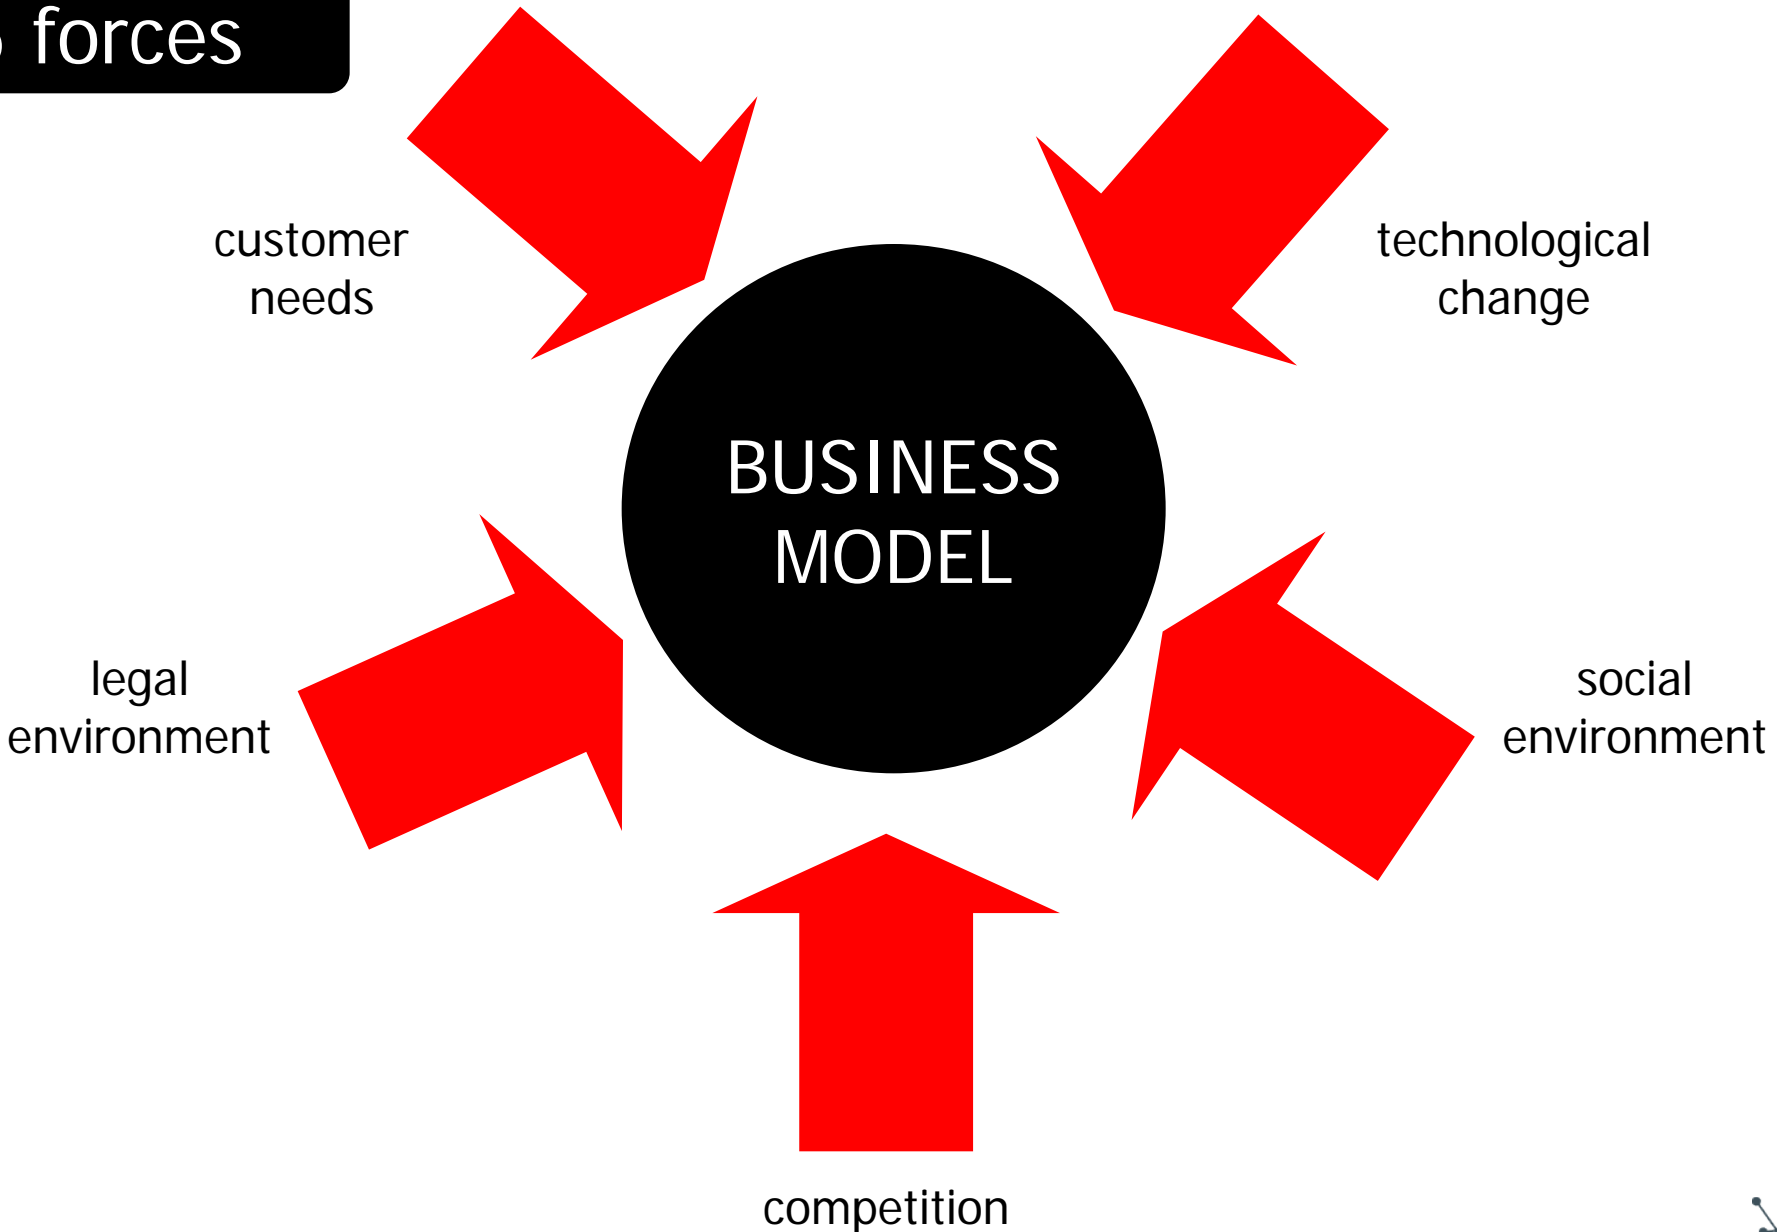 forces
customer
needs
technological
change
BUSINESS
MODEL
legal
environment
social
environment
competition